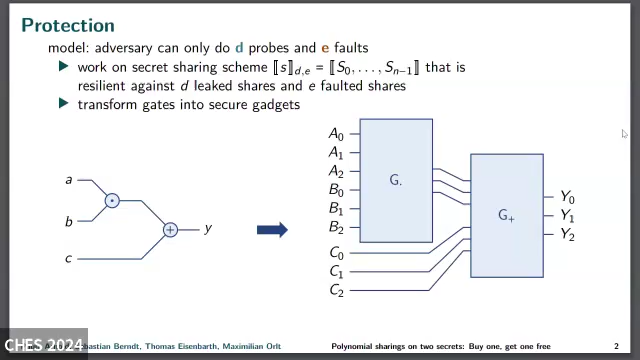 Protection
model: adversary can only do d probes and e faults
work on secret sharing scheme ⟦s⟧d,e = ⟦S0, . . . , Sn−1⟧ that is
resilient against d leaked shares and e faulted shares
transform gates into secure gadgets
a
b
c
·
+
y
A0
A1
A2
B0
B1
B2
C0
C1
C2
G·
G+
Y0
Y1
Y2
CHES 2024
Sebastian Berndt, Thomas Eisenbarth, Maximilian Orlt
Polynomial sharings on two secrets: Buy one, get one free
2